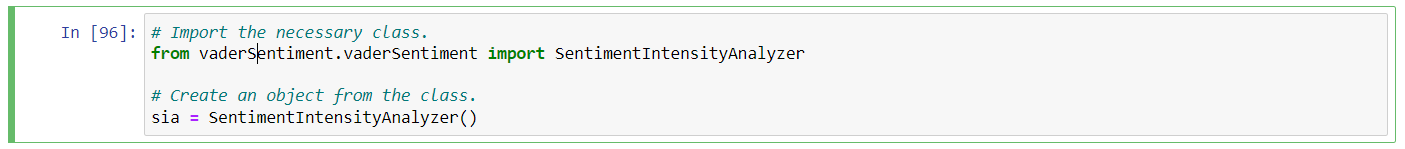 In [96]: # Import the necessary class.
from vaderSentiment.vaderSentiment import SentimentIntensityAnalyzer
# Create an object from the class.
sia = SentimentIntensityAnalyzer()